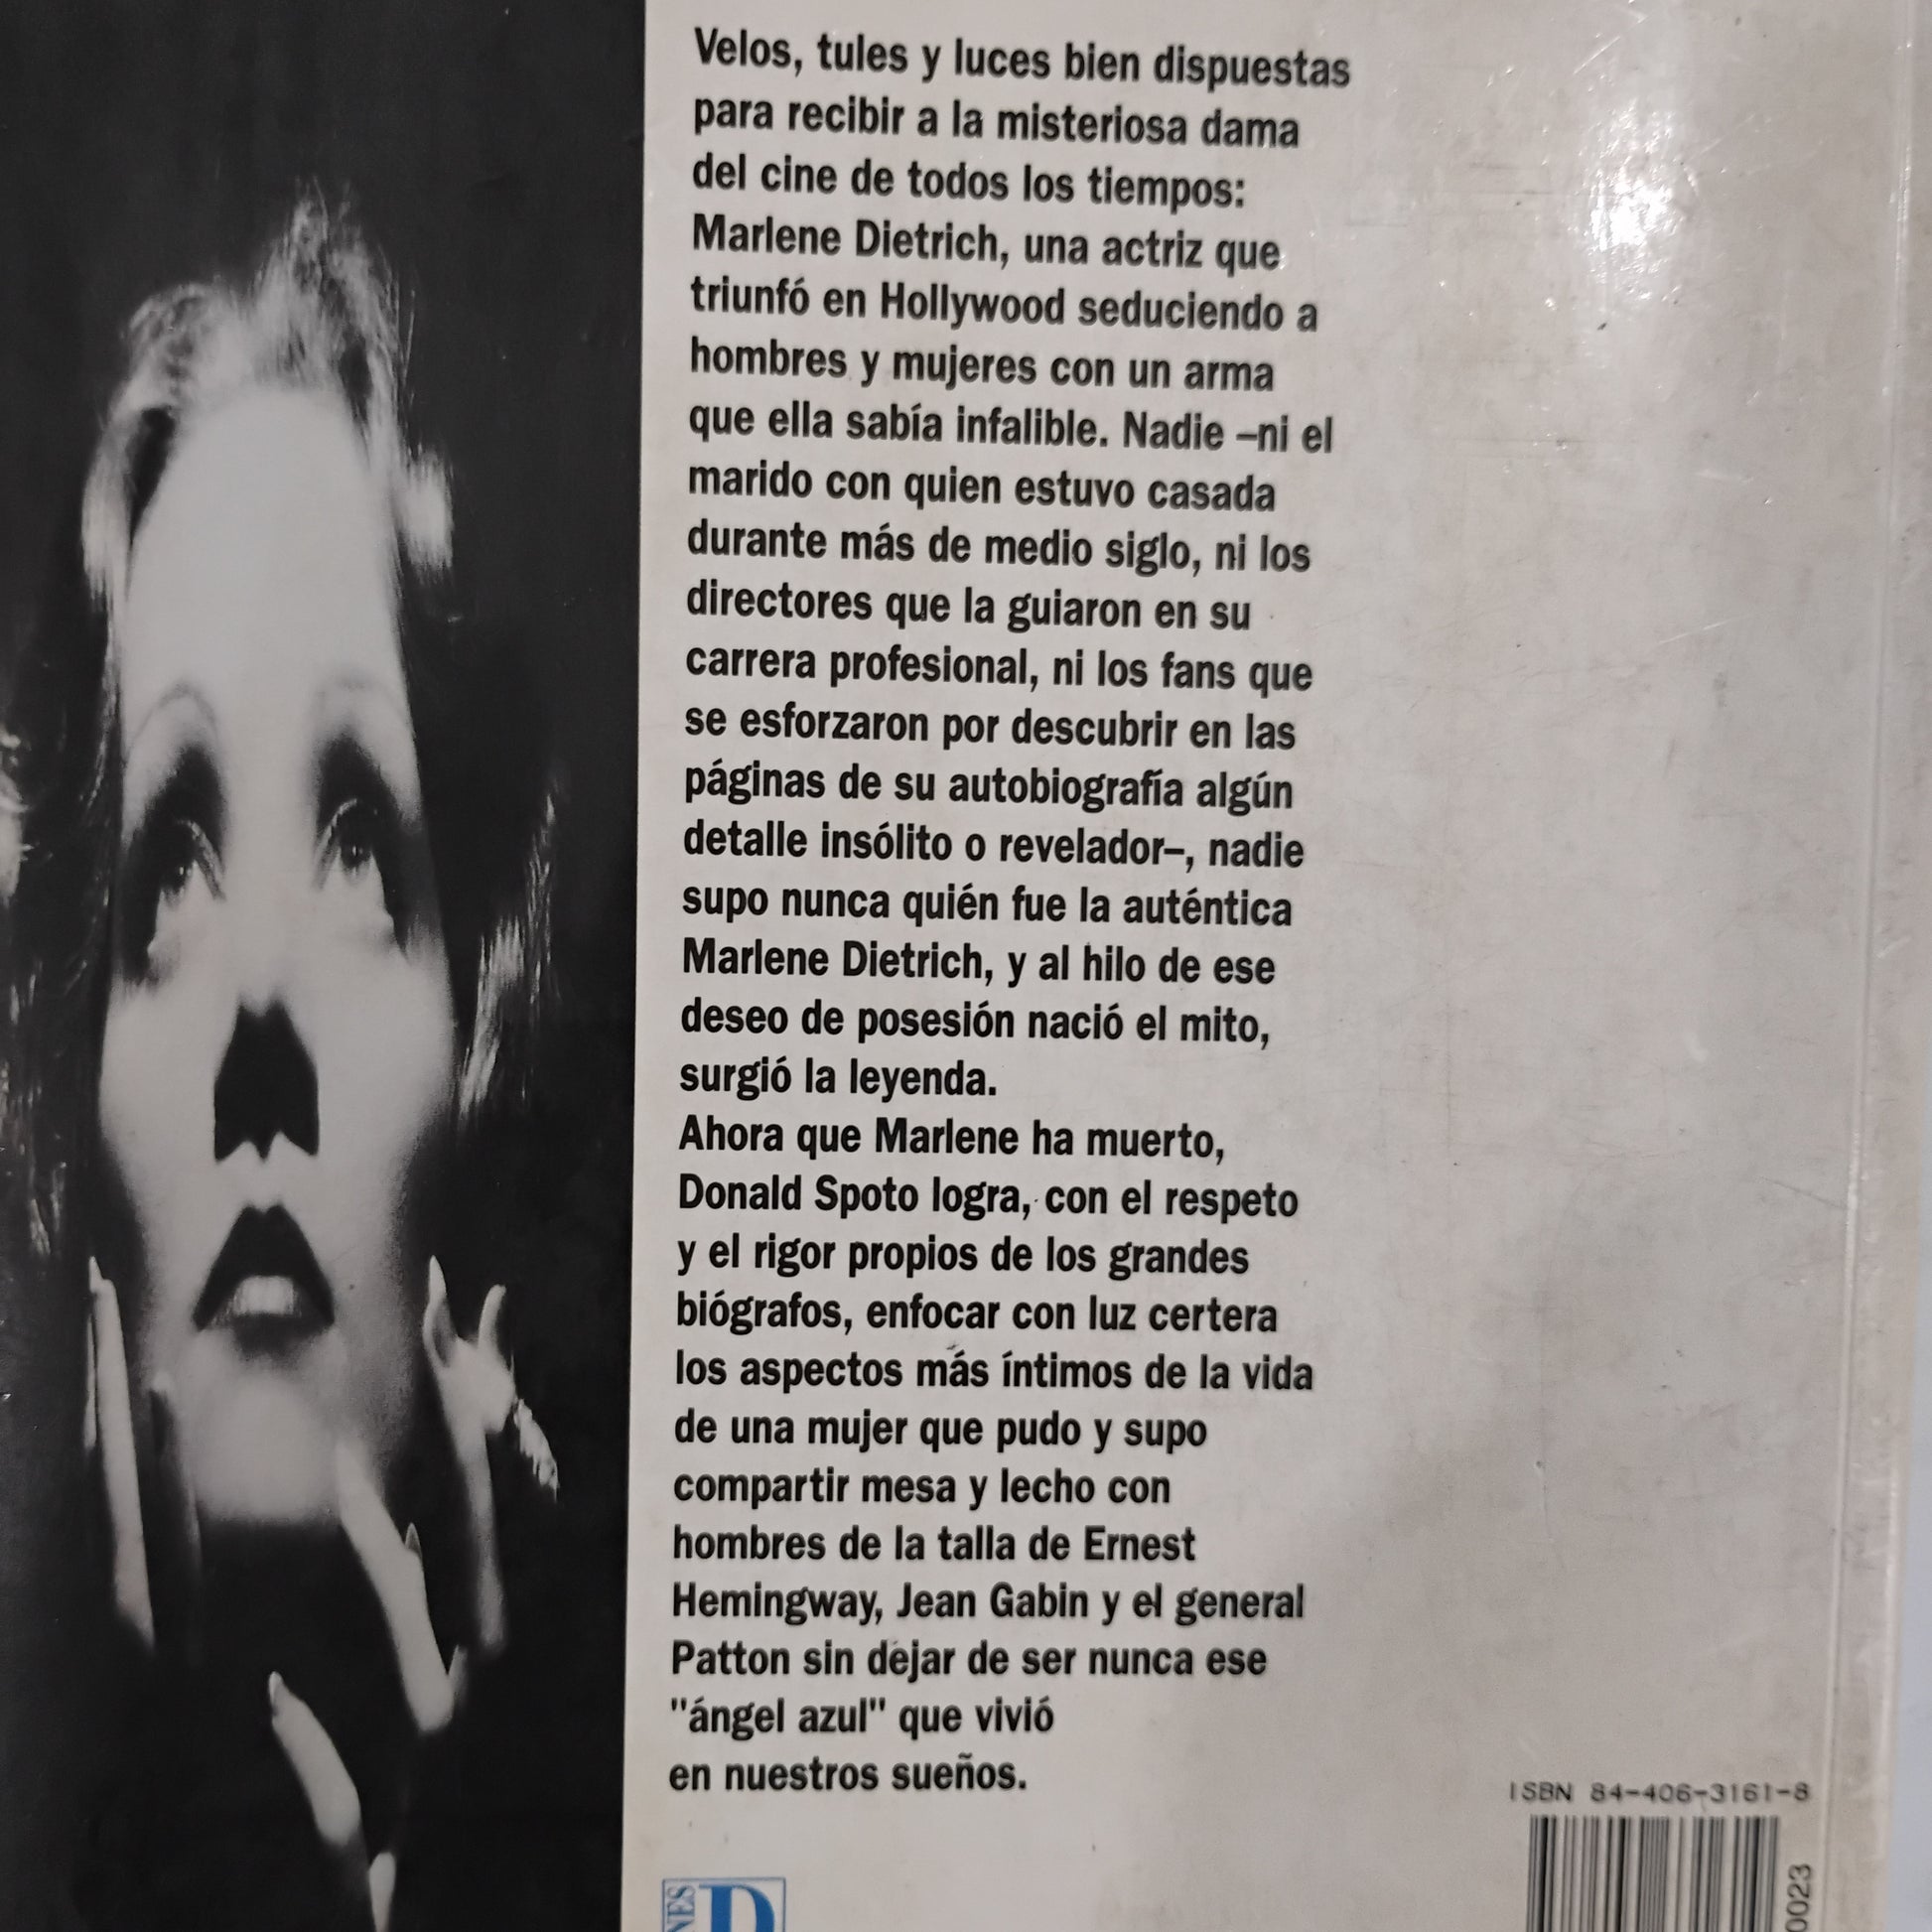 Velos, tules y luces bien dispuestas
para recibir a la misteriosa dama
del cine de todos los tiempos:
Marlene Dietrich, una actriz que
triunfó en Hollywood seduciendo a
hombres y mujeres con un arma
que ella sabía infalible. Nadie –ni el
marido con quien estuvo casada
durante más de medio siglo, ni los
directores que la guiaron en su
carrera profesional, ni los fans que
se esforzaron por descubrir en las
páginas de su autobiografía algún
detalle insólito o revelador–, nadie
supo nunca quién fue la auténtica
Marlene Dietrich, y al hilo de ese
deseo de posesión nació el mito,
surgió la leyenda.
Ahora que Marlene ha muerto,
Donald Spoto logra, con el respeto
y el rigor propios de los grandes
biógrafos, enfocar con luz certera
los aspectos más íntimos de la vida
de una mujer que pudo y supo
compartir mesa y lecho con
hombres de la talla de Ernest
Hemingway, Jean Gabin y el general
Patton sin dejar de ser nunca ese
"ángel azul" que vivió
en nuestros sueños.
ISBN 84-406-3161-8
0023